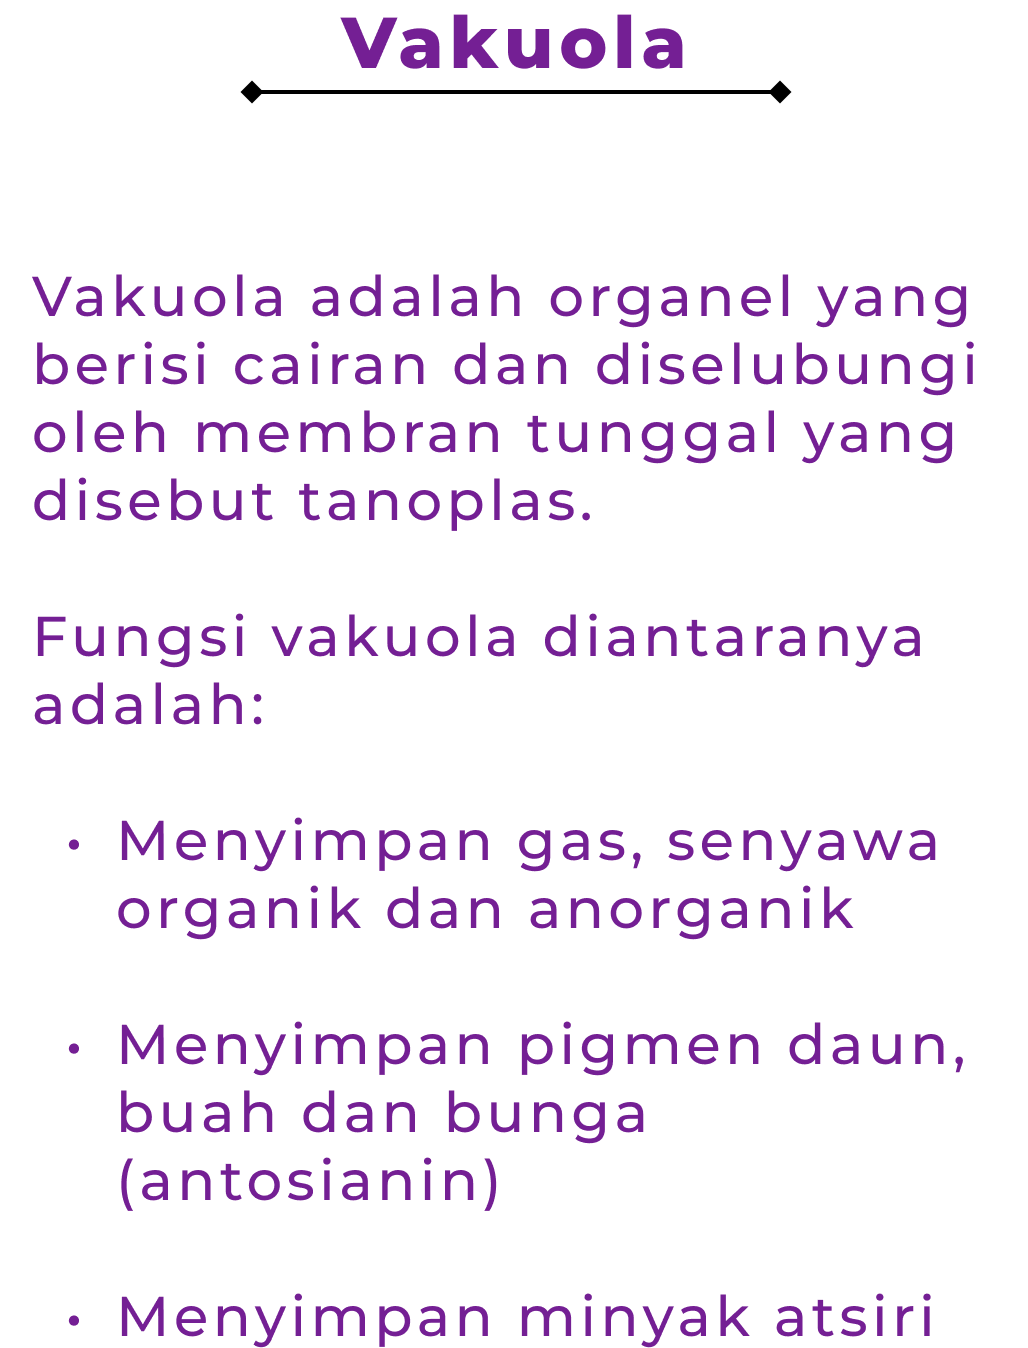 Vakuola
Vakuola adalah organel yang
berisi cairan dan diselubungi
oleh membran tunggal yang
disebut tanoplas.
Fungsi vakuola diantaranya
adalah:
• Menyimpan gas, senyawa
organik dan anorganik
• Menyimpan pigmen daun,
buah dan bunga
(antosianin)
• Menyimpan minyak atsiri